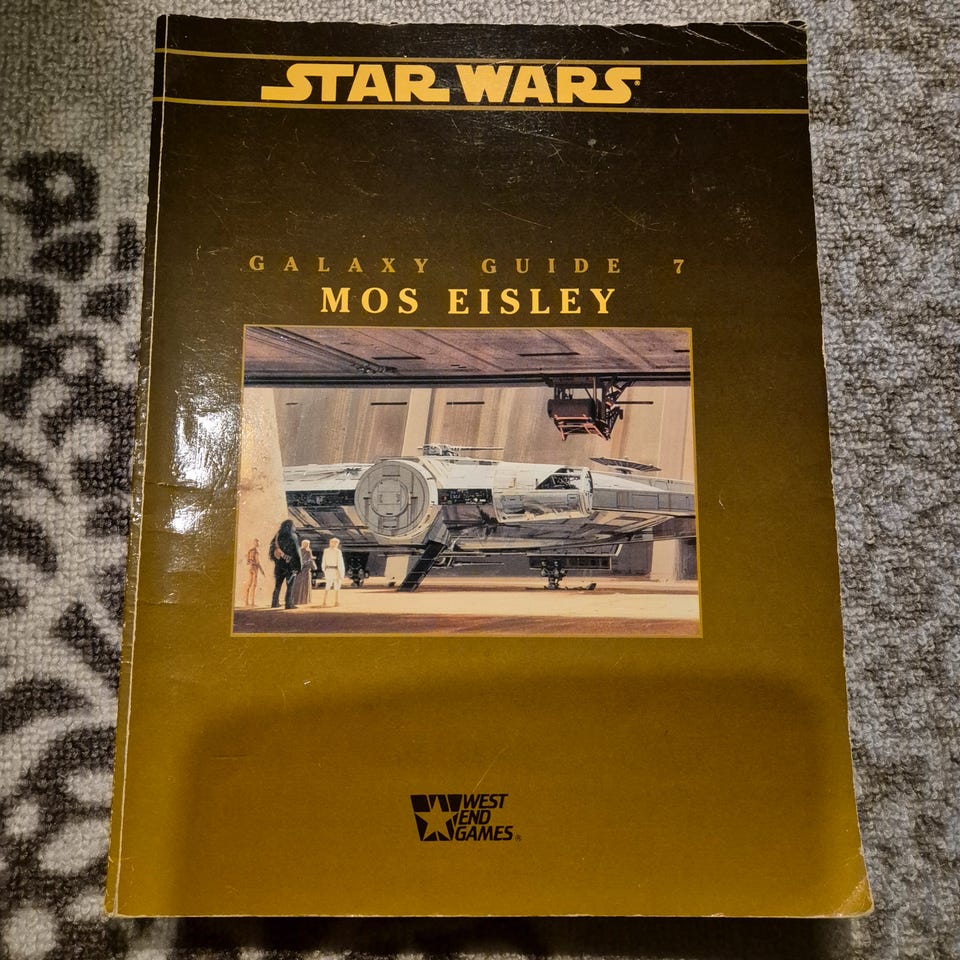 STAR WARS®
GALAXY GUIDE 7
MOS EISLEY
WEST
END
GAMES®